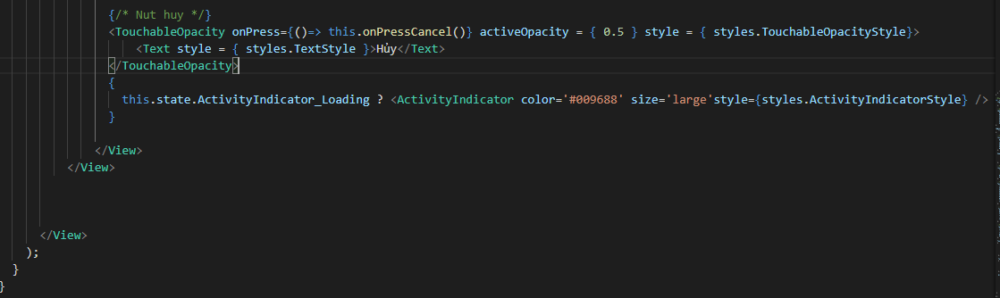 {/* Nut huy */}
<TouchableOpacity onPress={()=> this.onPressCancel()} activeOpacity = { 0.5 } style = { styles.TouchableOpacityStyle}>
<Text style = { styles.TextStyle }>Hủy</Text>
</TouchableOpacity>
{
this.state.ActivityIndicator_Loading ? <ActivityIndicator color='#009688' size='large'style={styles.ActivityIndicatorStyle} />
}
</View>
</View>
</View>
);
}
}